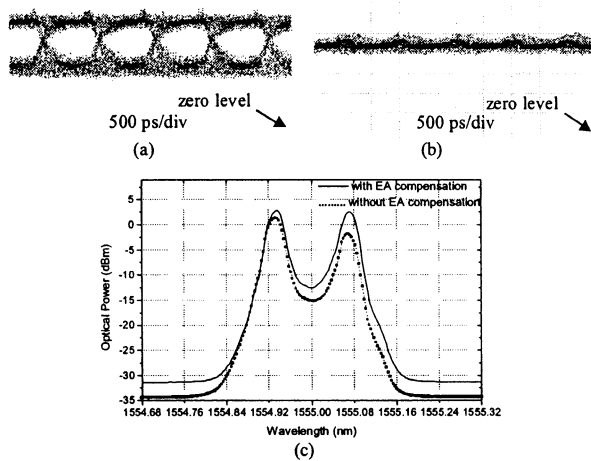 zero level
500 ps/div
(a)
zero level
500 ps/div
(b)
with EA compensation
without EA compensation
5
0
-5
-10
-15
-20
-25
-30
-35
Optical Power (dBm)
1554.68 1554.76 1554.84 1554.92 1555.00 1555.08 1555.16 1555.24 1555.32
Wavelength (nm)
(c)